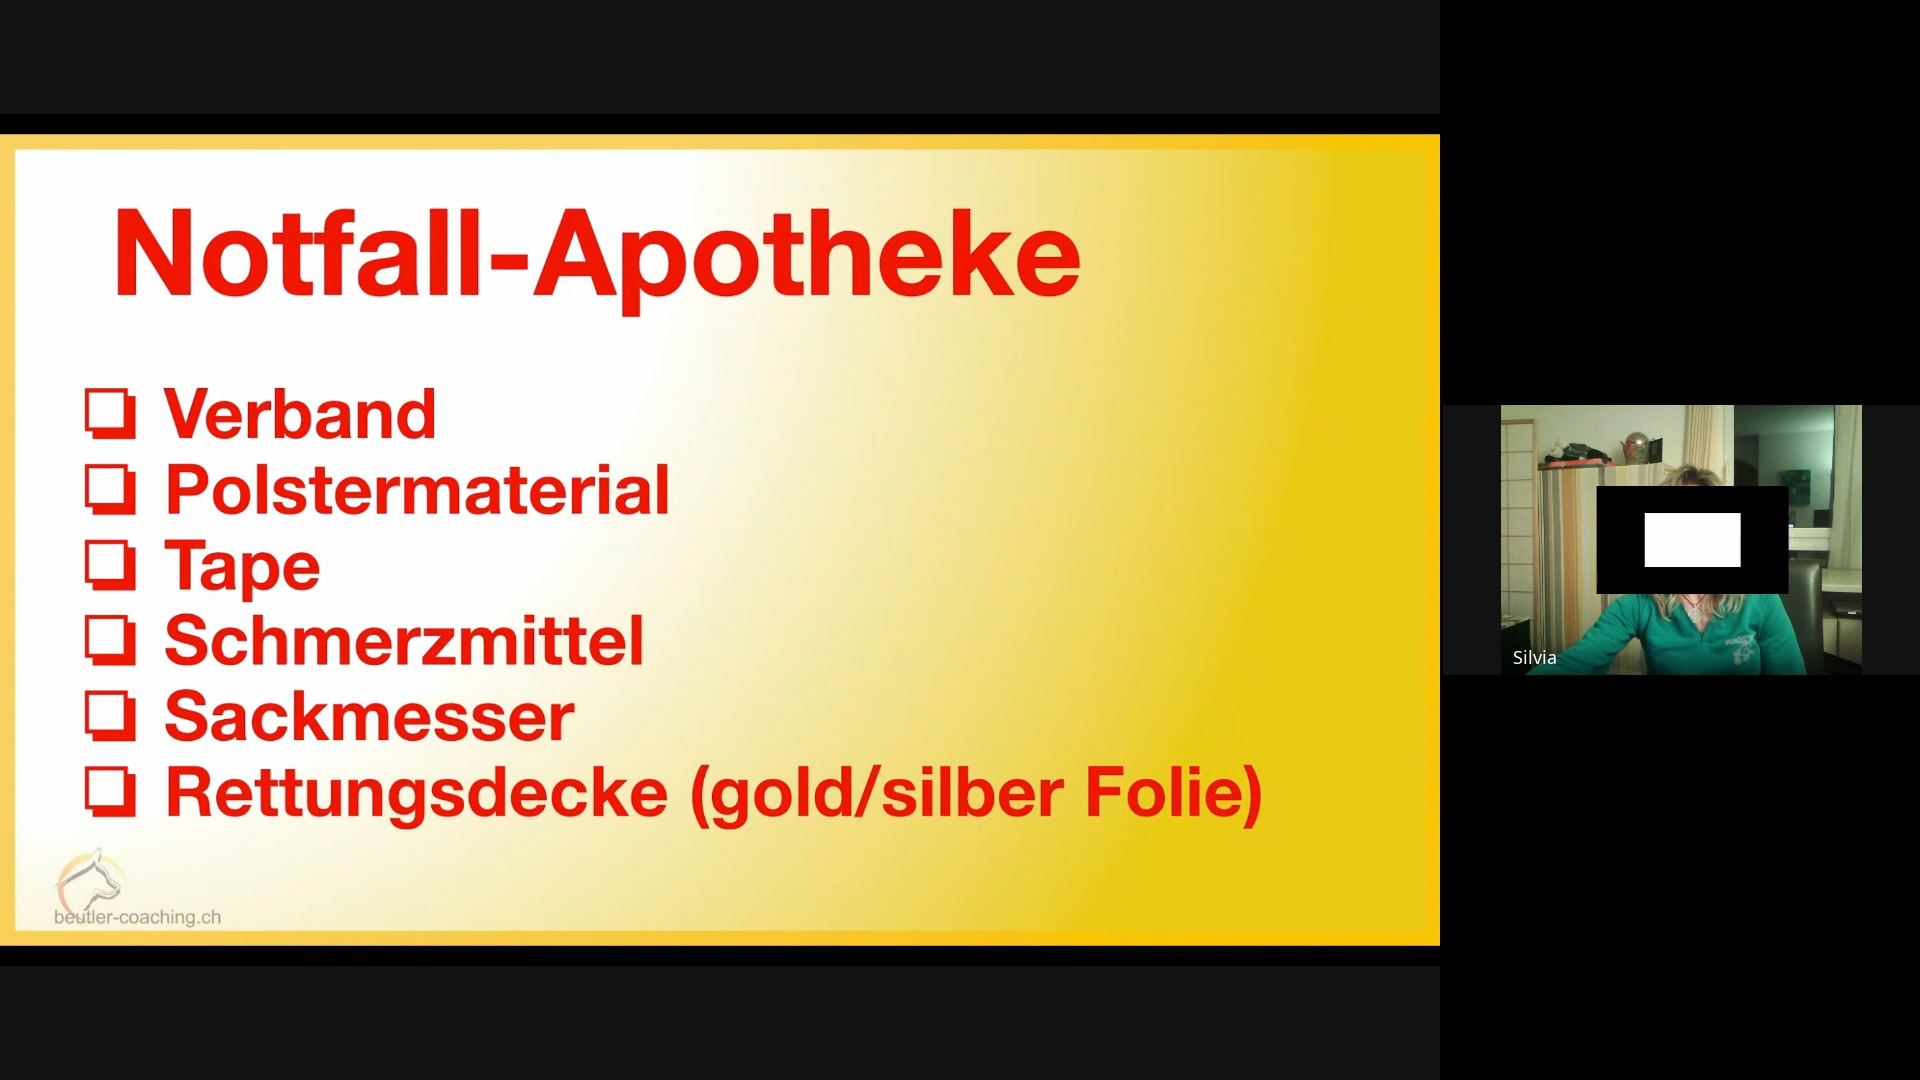 Notfall-Apotheke
❏ Verband
❏ Polstermaterial
❏ Tape
❏ Schmerzmittel
❏ Sackmesser
❏ Rettungsdecke (gold/silber Folie)
beutler-coaching.ch
Silvia